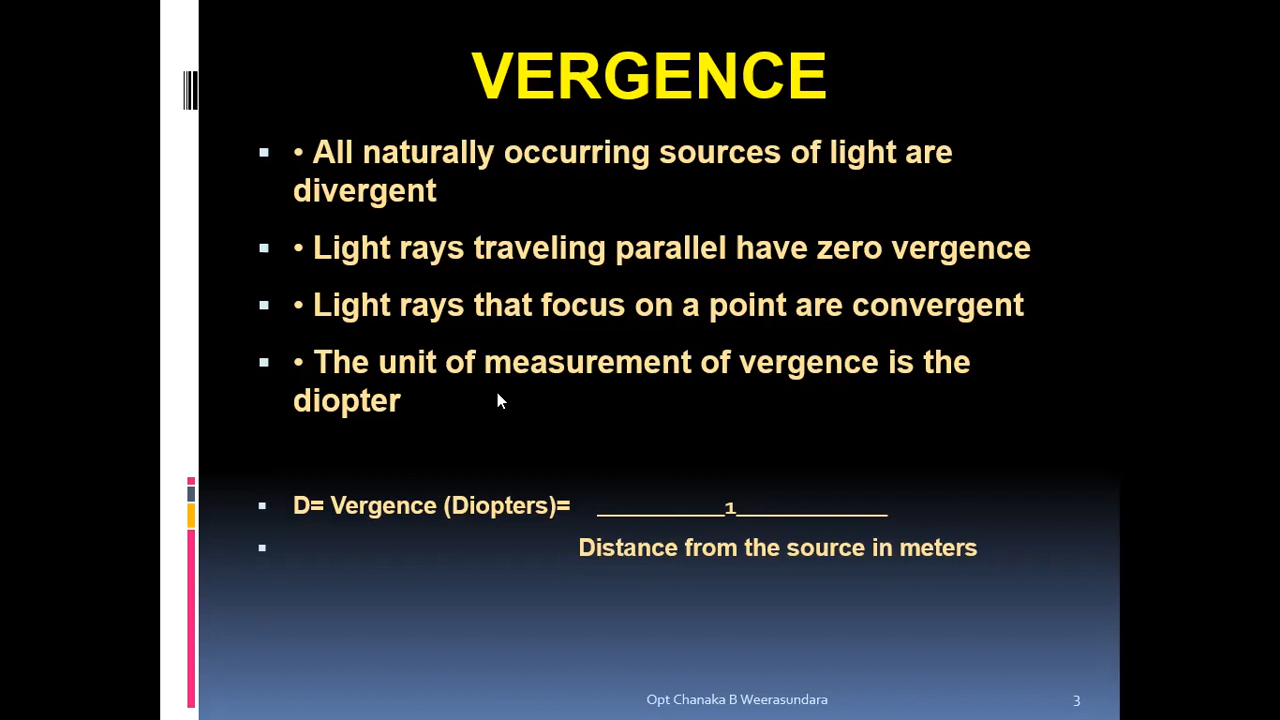 VERGENCE
▪ • All naturally occurring sources of light are
divergent
▪ • Light rays traveling parallel have zero vergence
▪ • Light rays that focus on a point are convergent
▪ • The unit of measurement of vergence is the
diopter
▪ D= Vergence (Diopters)= __________1____________
▪ Distance from the source in meters
Opt Chanaka B Weerasundara 3